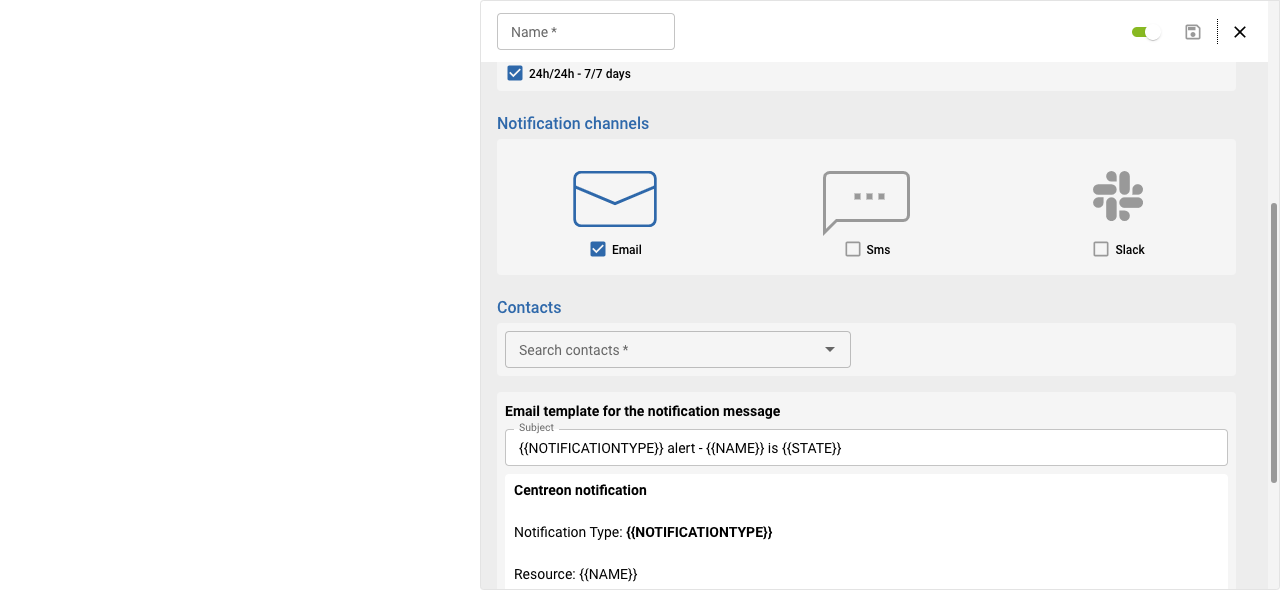 Name *
24h/24h - 7/7 days
Notification channels
Email
Sms
Slack
Contacts
Search contacts *
Email template for the notification message
Subject
{{NOTIFICATIONTYPE}} alert - {{NAME}} is {{STATE}}
Centreon notification
Notification Type: {{NOTIFICATIONTYPE}}
Resource: {{NAME}}